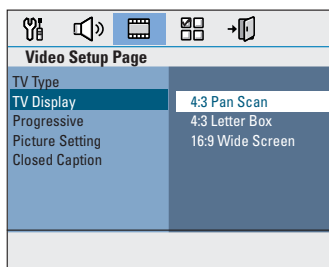 Video Setup Page
TV Type
TV Display
Progressive
Picture Setting
Closed Caption
4:3 Pan Scan
4:3 Letter Box
16:9 Wide Screen